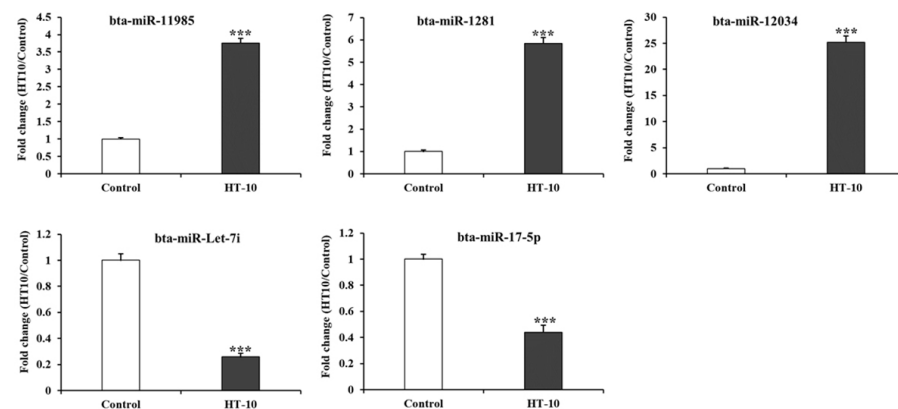 bta-miR-11985
Fold change (HT10/Control)
4.5
4
3.5
3
2.5
2
1.5
1
0.5
0
***
Control HT-10
bta-miR-1281
Fold change (HT10/Control)
7
6
5
4
3
2
1
0
***
Control HT-10
bta-miR-12034
Fold change (HT10/Control)
30
25
20
15
10
5
0
***
Control HT-10
bta-miR-Let-7i
Fold change (HT10/Control)
1.2
1
0.8
0.6
0.4
0.2
0
***
Control HT-10
bta-miR-17-5p
Fold change (HT10/Control)
1.2
1
0.8
0.6
0.4
0.2
0
***
Control HT-10